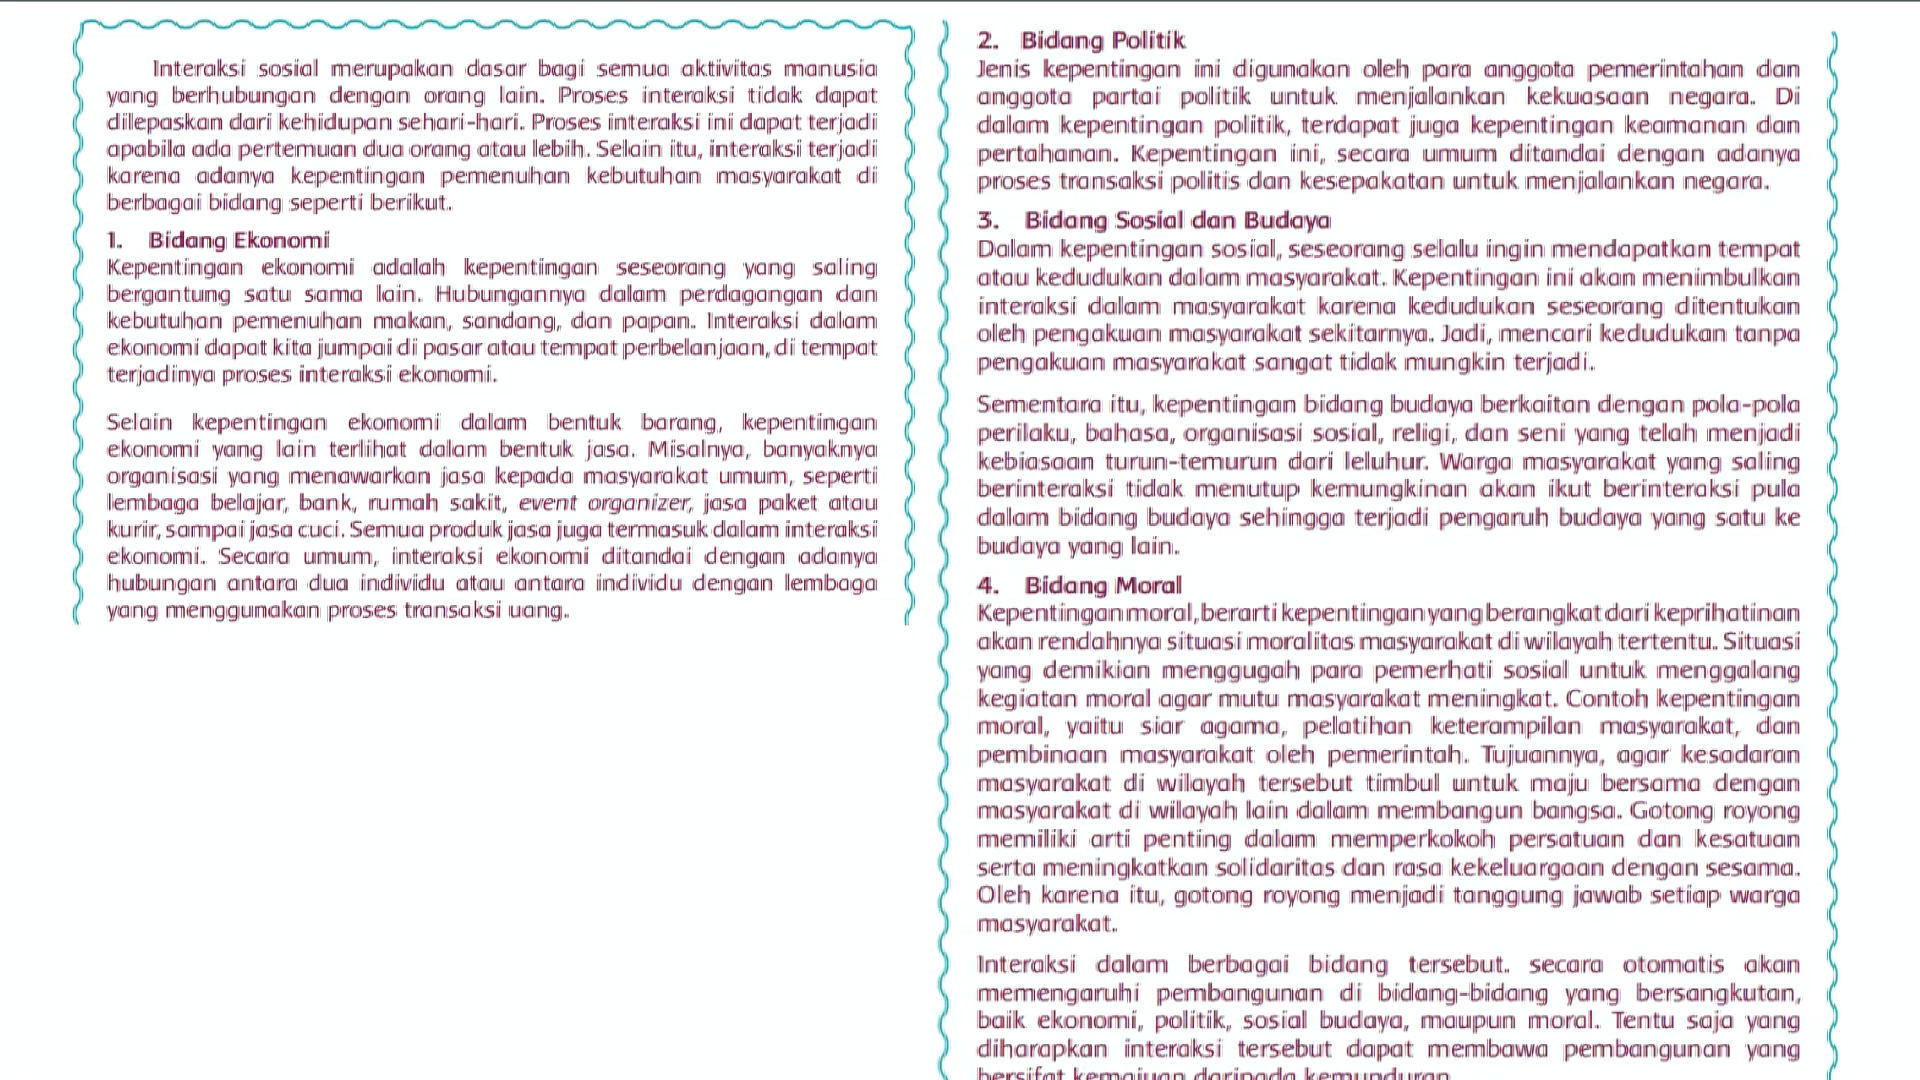 Interaksi sosial merupakan dasar bagi semua aktivitas manusia
yang berhubungan dengan orang lain. Proses interaksi tidak dapat
dilepaskan dari kehidupan sehari-hari. Proses interaksi ini dapat terjadi
apabila ada pertemuan dua orang atau lebih. Selain itu, interaksi terjadi
karena adanya kepentingan pemenuhan kebutuhan masyarakat di
berbagai bidang seperti berikut.
1. Bidang Ekonomi
Kepentingan ekonomi adalah kepentingan seseorang yang saling
bergantung satu sama lain. Hubungannya dalam perdagangan dan
kebutuhan pemenuhan makan, sandang, dan papan. Interaksi dalam
ekonomi dapat kita jumpai di pasar atau tempat perbelanjaan, di tempat
terjadinya proses interaksi ekonomi.
Selain kepentingan ekonomi dalam bentuk barang, kepentingan
ekonomi yang lain terlihat dalam bentuk jasa. Misalnya, banyaknya
organisasi yang menawarkan jasa kepada masyarakat umum, seperti
lembaga belajar, bank, rumah sakit, event organizer, jasa paket atau
kurir, sampai jasa cuci. Semua produk jasa juga termasuk dalam interaksi
ekonomi. Secara umum, interaksi ekonomi ditandai dengan adanya
hubungan antara dua individu atau antara individu dengan lembaga
yang menggunakan proses transaksi uang.
2. Bidang Politik
Jenis kepentingan ini digunakan oleh para anggota pemerintahan dan
anggota partai politik untuk menjalankan kekuasaan negara. Di
dalam kepentingan politik, terdapat juga kepentingan keamanan dan
pertahanan. Kepentingan ini, secara umum ditandai dengan adanya
proses transaksi politis dan kesepakatan untuk menjalankan negara.
3. Bidang Sosial dan Budaya
Dalam kepentingan sosial, seseorang selalu ingin mendapatkan tempat
atau kedudukan dalam masyarakat. Kepentingan ini akan menimbulkan
interaksi dalam masyarakat karena kedudukan seseorang ditentukan
oleh pengakuan masyarakat sekitarnya. Jadi, mencari kedudukan tanpa
pengakuan masyarakat sangat tidak mungkin terjadi.
Sementara itu, kepentingan bidang budaya berkaitan dengan pola-pola
perilaku, bahasa, organisasi sosial, religi, dan seni yang telah menjadi
kebiasaan turun-temurun dari leluhur. Warga masyarakat yang saling
berinteraksi tidak menutup kemungkinan akan ikut berinteraksi pula
dalam bidang budaya sehingga terjadi pengaruh budaya yang satu ke
budaya yang lain.
4. Bidang Moral
Kepentingan moral, berarti kepentingan yang berangkat dari keprihatinan
akan rendahnya situasi moralitas masyarakat di wilayah tertentu. Situasi
yang demikian menggugah para pemerhati sosial untuk menggalang
kegiatan moral agar mutu masyarakat meningkat. Contoh kepentingan
moral, yaitu siar agama, pelatihan keterampilan masyarakat, dan
pembinaan masyarakat oleh pemerintah. Tujuannya, agar kesadaran
masyarakat di wilayah tersebut timbul untuk maju bersama dengan
masyarakat di wilayah lain dalam membangun bangsa. Gotong royong
memiliki arti penting dalam memperkokoh persatuan dan kesatuan
serta meningkatkan solidaritas dan rasa kekeluargaan dengan sesama.
Oleh karena itu, gotong royong menjadi tanggung jawab setiap warga
masyarakat.
Interaksi dalam berbagai bidang tersebut. secara otomatis akan
memengaruhi pembangunan di bidang-bidang yang bersangkutan,
baik ekonomi, politik, sosial budaya, maupun moral. Tentu saja yang
diharapkan interaksi tersebut dapat membawa pembangunan yang
bersifat kemajuan daripada kemunduran.